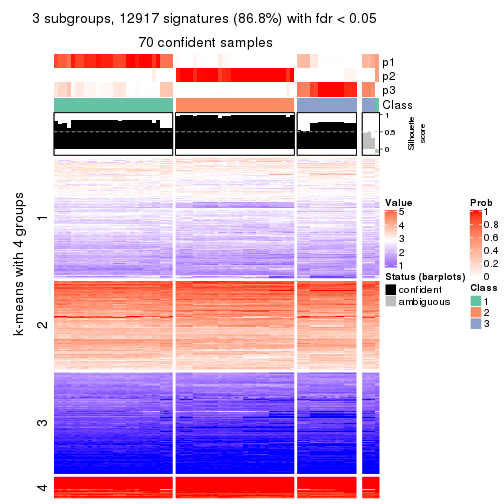 3 subgroups, 12917 signatures (86.8%) with fdr < 0.05
70 confident samples
p1
p2
p3
Class
1
0.5
0
Silhouette
score
k-means with 4 groups
1
2
3
4
Value
5
4
3
2
1
Status (barplots)
confident
ambiguous
Prob
1
0.8
0.6
0.4
0.2
0
Class
1
2
3